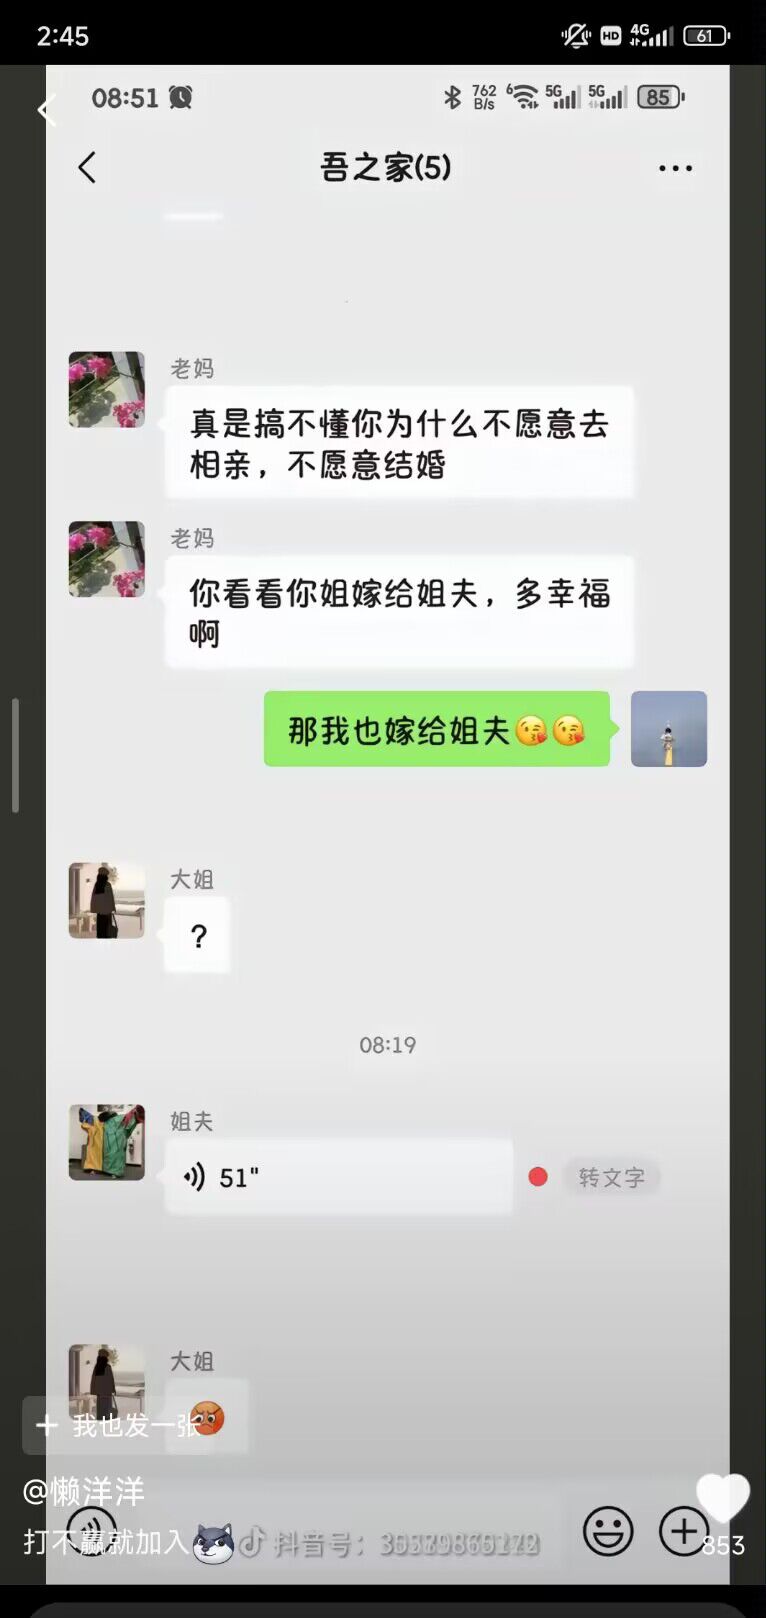 2:45
HD 4G 61
08:51 762 B/s 6 5G 5G 85
吾之家(5)
老妈
真是搞不懂你为什么不愿意去
相亲，不愿意结婚
老妈
你看看你姐嫁给姐夫，多幸福
啊
那我也嫁给姐夫😘😘
大姐
?
08:19
姐夫
51"
转文字
大姐
+ 我也发一张
@懒洋洋
打不赢就加入
抖音号：
853